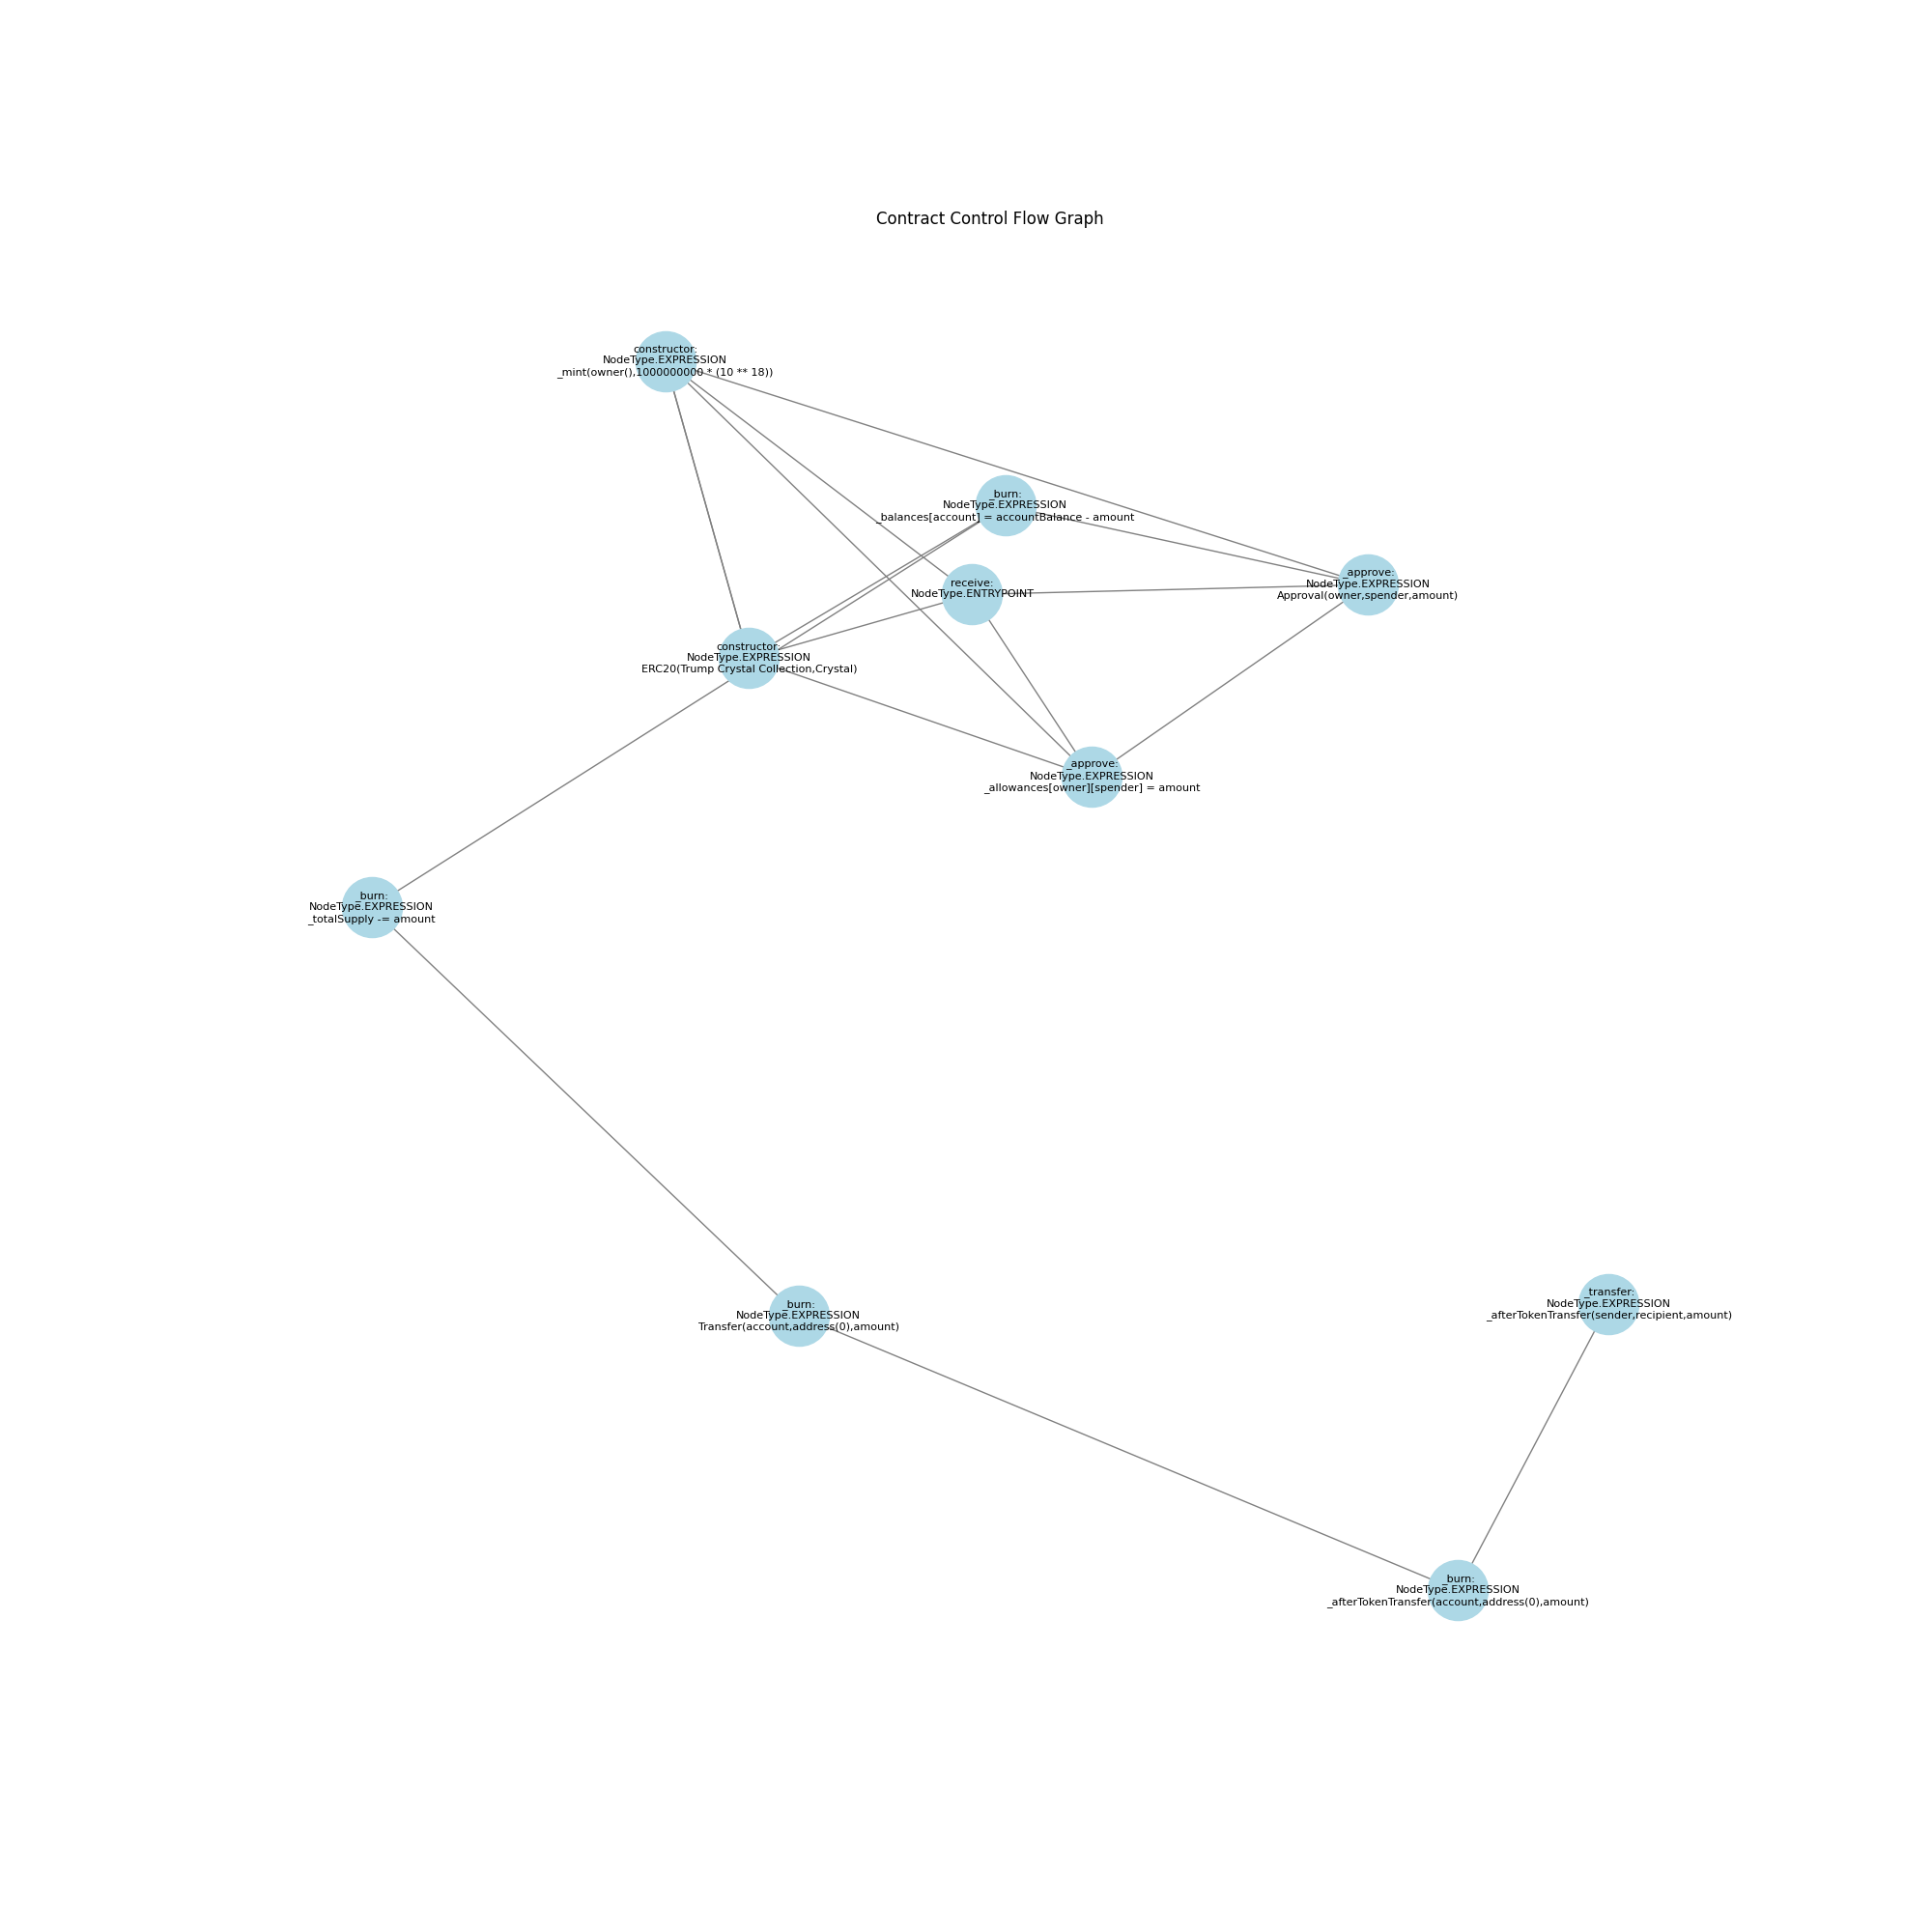 Contract Control Flow Graph
constructor:
NodeType.EXPRESSION
_mint(owner(),1000000000 * (10 ** 18))
_burn:
NodeType.EXPRESSION
_balances[account] = accountBalance - amount
receive:
NodeType.ENTRYPOINT
_approve:
NodeType.EXPRESSION
Approval(owner,spender,amount)
constructor:
NodeType.EXPRESSION
ERC20(Trump Crystal Collection,Crystal)
_approve:
NodeType.EXPRESSION
_allowances[owner][spender] = amount
_burn:
NodeType.EXPRESSION
_totalSupply -= amount
_burn:
NodeType.EXPRESSION
Transfer(account,address(0),amount)
_transfer:
NodeType.EXPRESSION
_afterTokenTransfer(sender,recipient,amount)
_burn:
NodeType.EXPRESSION
_afterTokenTransfer(account,address(0),amount)